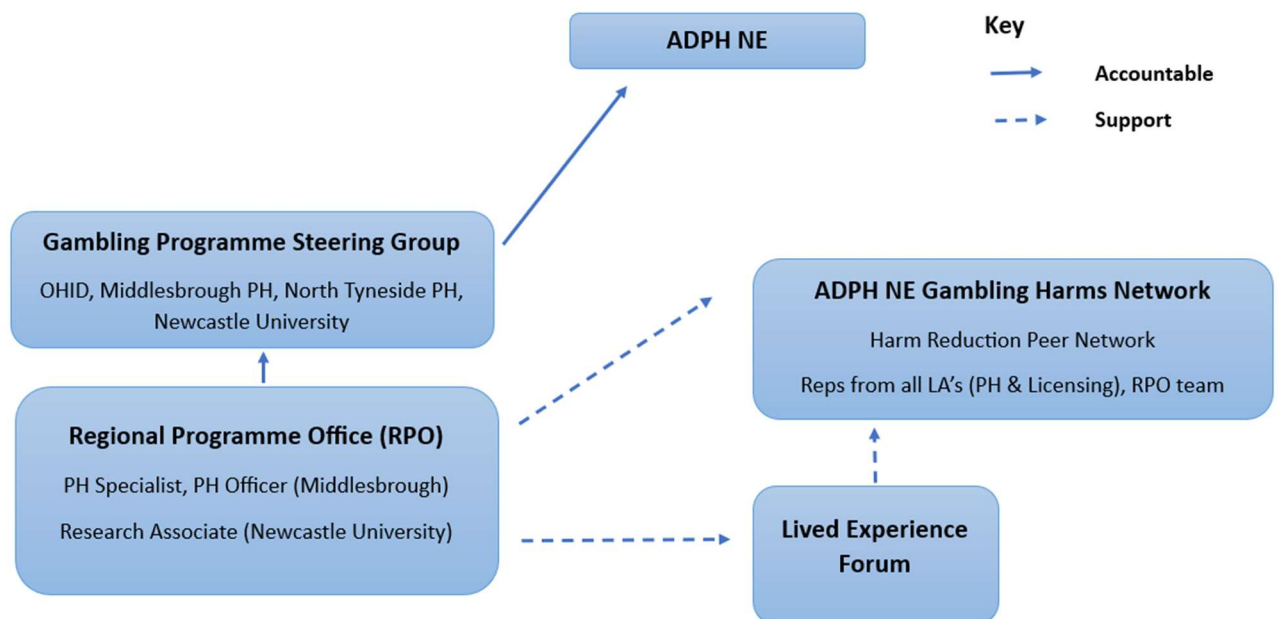 ADPH NE
Key
Accountable
Support
Gambling Programme Steering Group
OHID, Middlesbrough PH, North Tyneside PH,
Newcastle University
ADPH NE Gambling Harms Network
Harm Reduction Peer Network
Reps from all LA’s (PH & Licensing), RPO team
Regional Programme Office (RPO)
PH Specialist, PH Officer (Middlesbrough)
Research Associate (Newcastle University)
Lived Experience
Forum